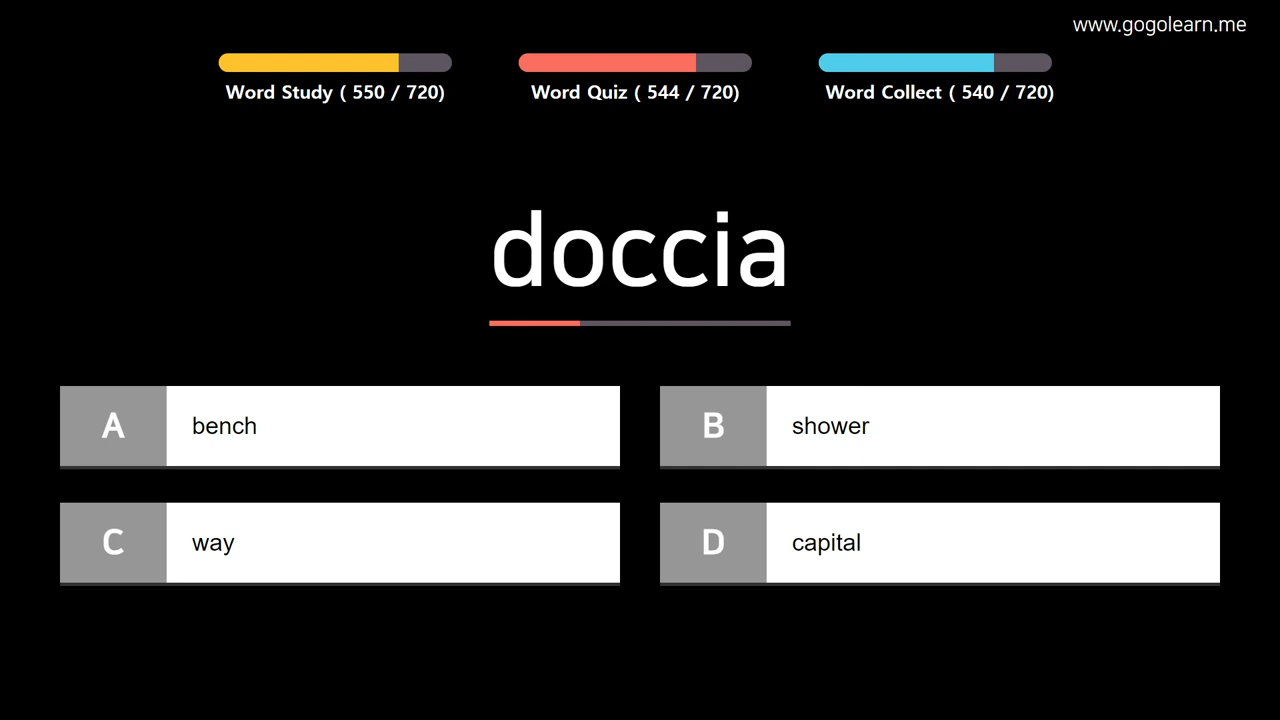 www.gogolearn.me
Word Study ( 550 / 720)
Word Quiz ( 544 / 720)
Word Collect ( 540 / 720)
doccia
A bench
B shower
C way
D capital